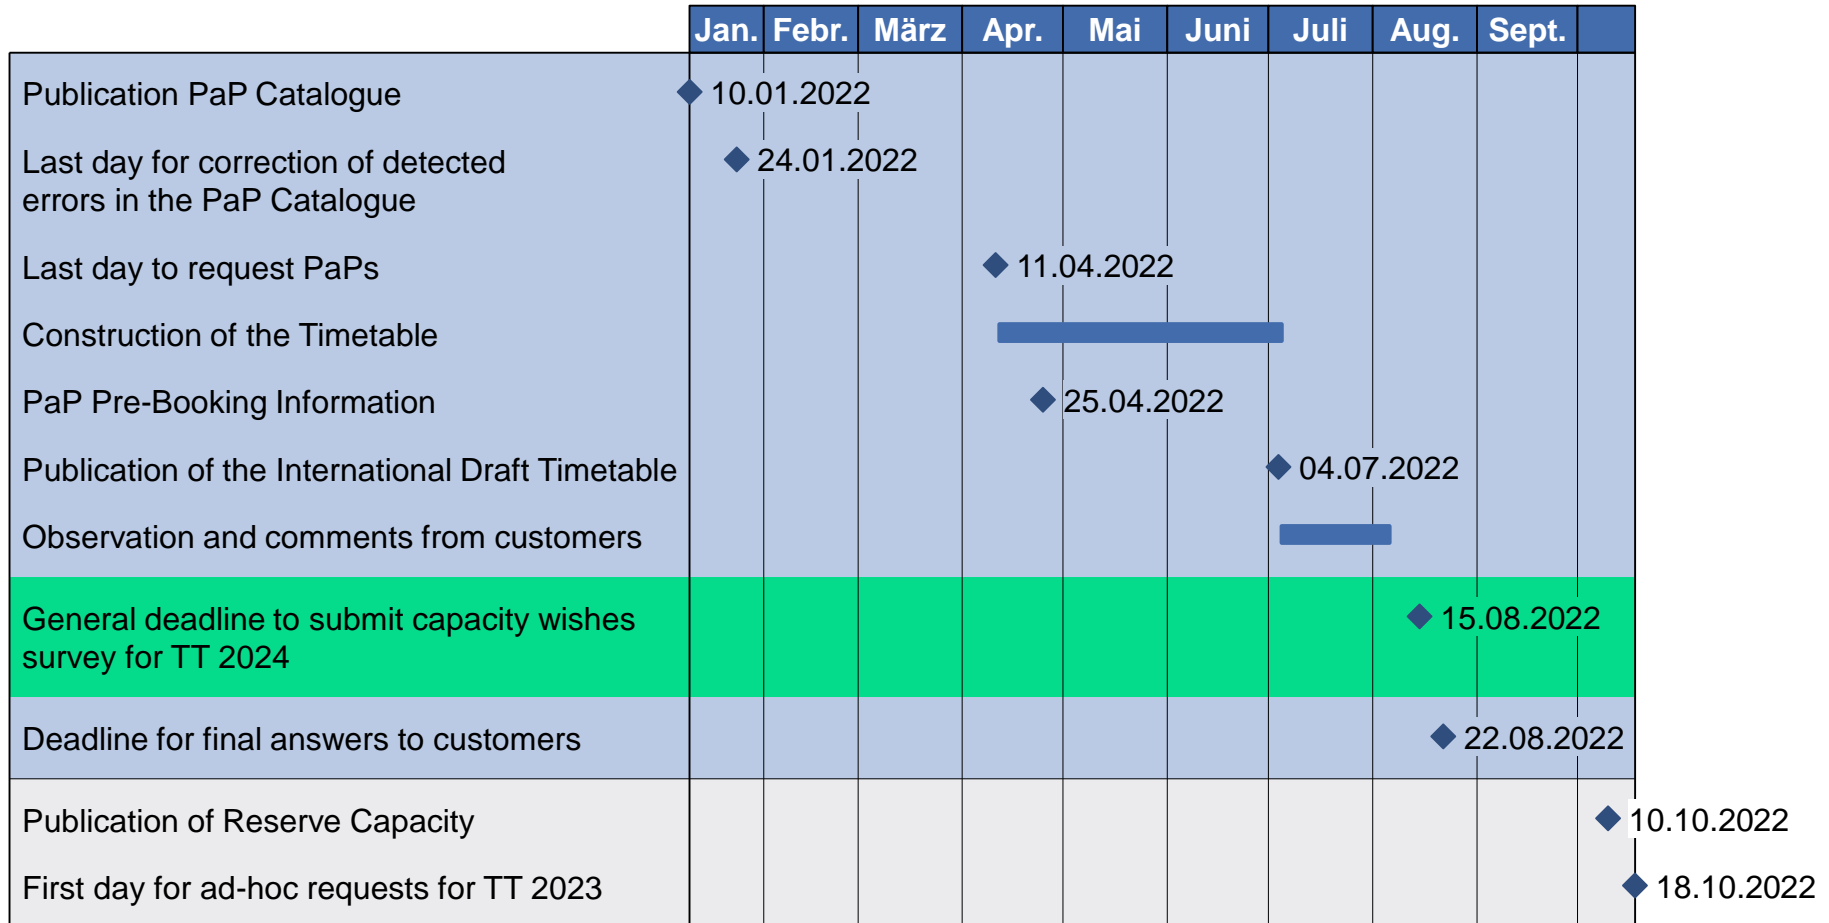 Jan. Febr. März Apr. Mai Juni Juli Aug. Sept.
Publication PaP Catalogue 10.01.2022
Last day for correction of detected 24.01.2022
errors in the PaP Catalogue
Last day to request PaPs 11.04.2022
Construction of the Timetable
PaP Pre-Booking Information 25.04.2022
Publication of the International Draft Timetable 04.07.2022
Observation and comments from customers
General deadline to submit capacity wishes 15.08.2022
survey for TT 2024
Deadline for final answers to customers 22.08.2022
Publication of Reserve Capacity 10.10.2022
First day for ad-hoc requests for TT 2023 18.10.2022